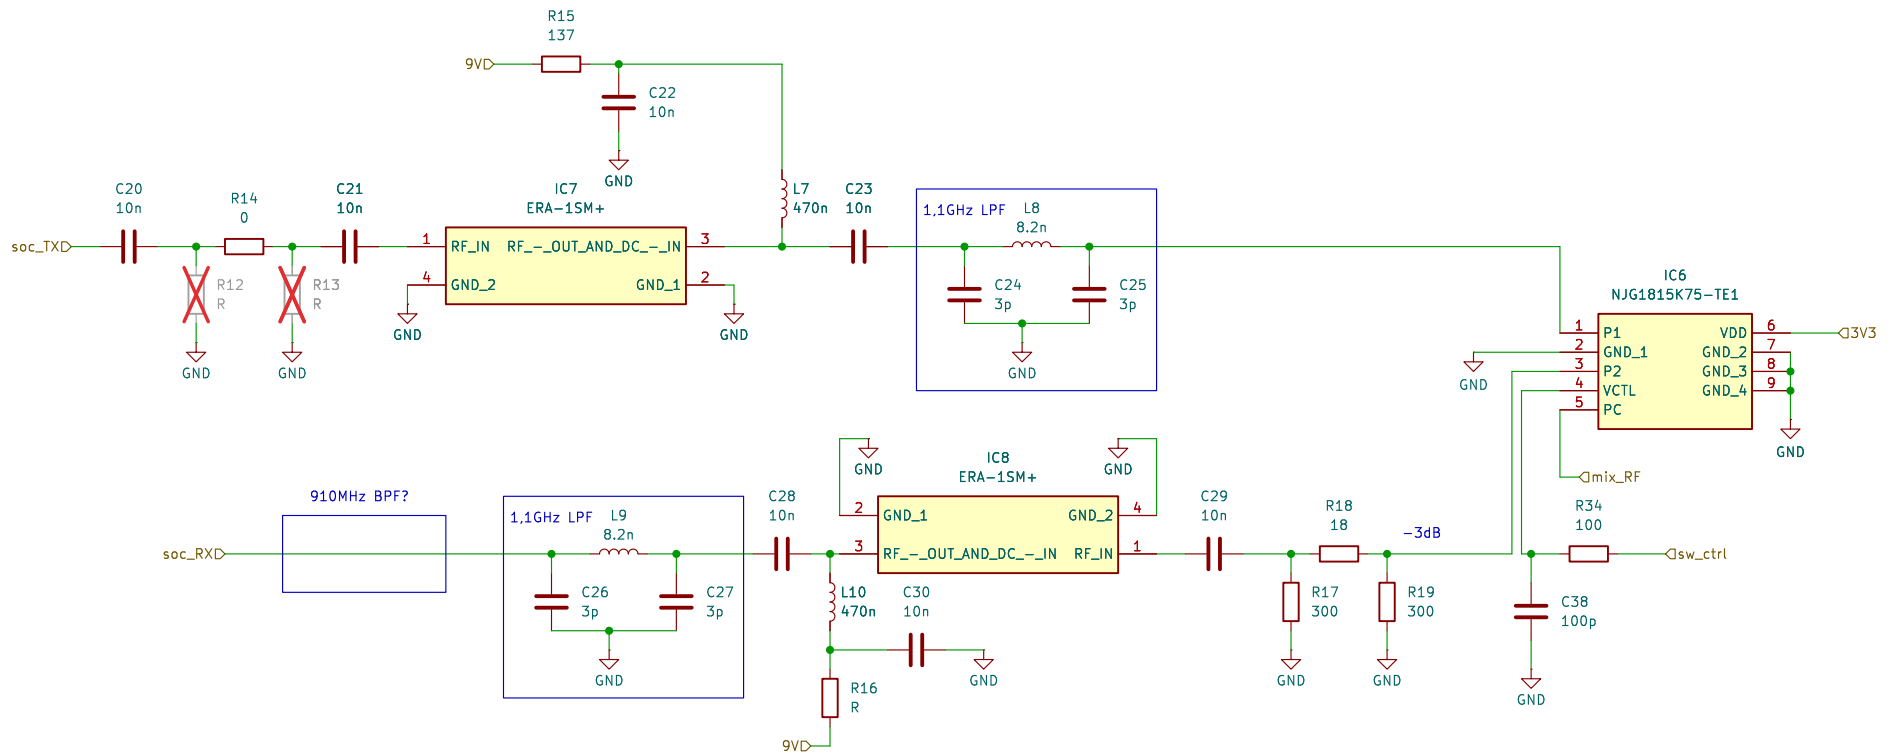 R15
137
9V
C22
10n
GND
C20
10n
R14
0
C21
10n
IC7
ERA-1SM+
L7
470n
C23
10n
1,1GHz LPF
L8
8.2n
soc_TX
1
RF_IN
RF_-_OUT_AND_DC_-_IN
3
4
GND_2
GND_1
2
R12
R
R13
R
GND
GND
GND
GND
C24
3p
C25
3p
GND
IC6
NJG1815K75-TE1
1
P1
VDD
6
3V3
2
GND_1
GND_2
7
3
P2
GND_3
8
4
VCTL
GND_4
9
5
PC
GND
GND
mix_RF
GND
IC8
ERA-1SM+
GND
910MHz BPF?
1,1GHz LPF
L9
8.2n
C28
10n
2
GND_1
GND_2
4
3
RF_-_OUT_AND_DC_-_IN
RF_IN
1
C29
10n
R18
18
-3dB
R34
100
soc_RX
sw_ctrl
C26
3p
C27
3p
GND
L10
470n
C30
10n
GND
R17
300
R19
300
GND
GND
C38
100p
GND
R16
R
9V